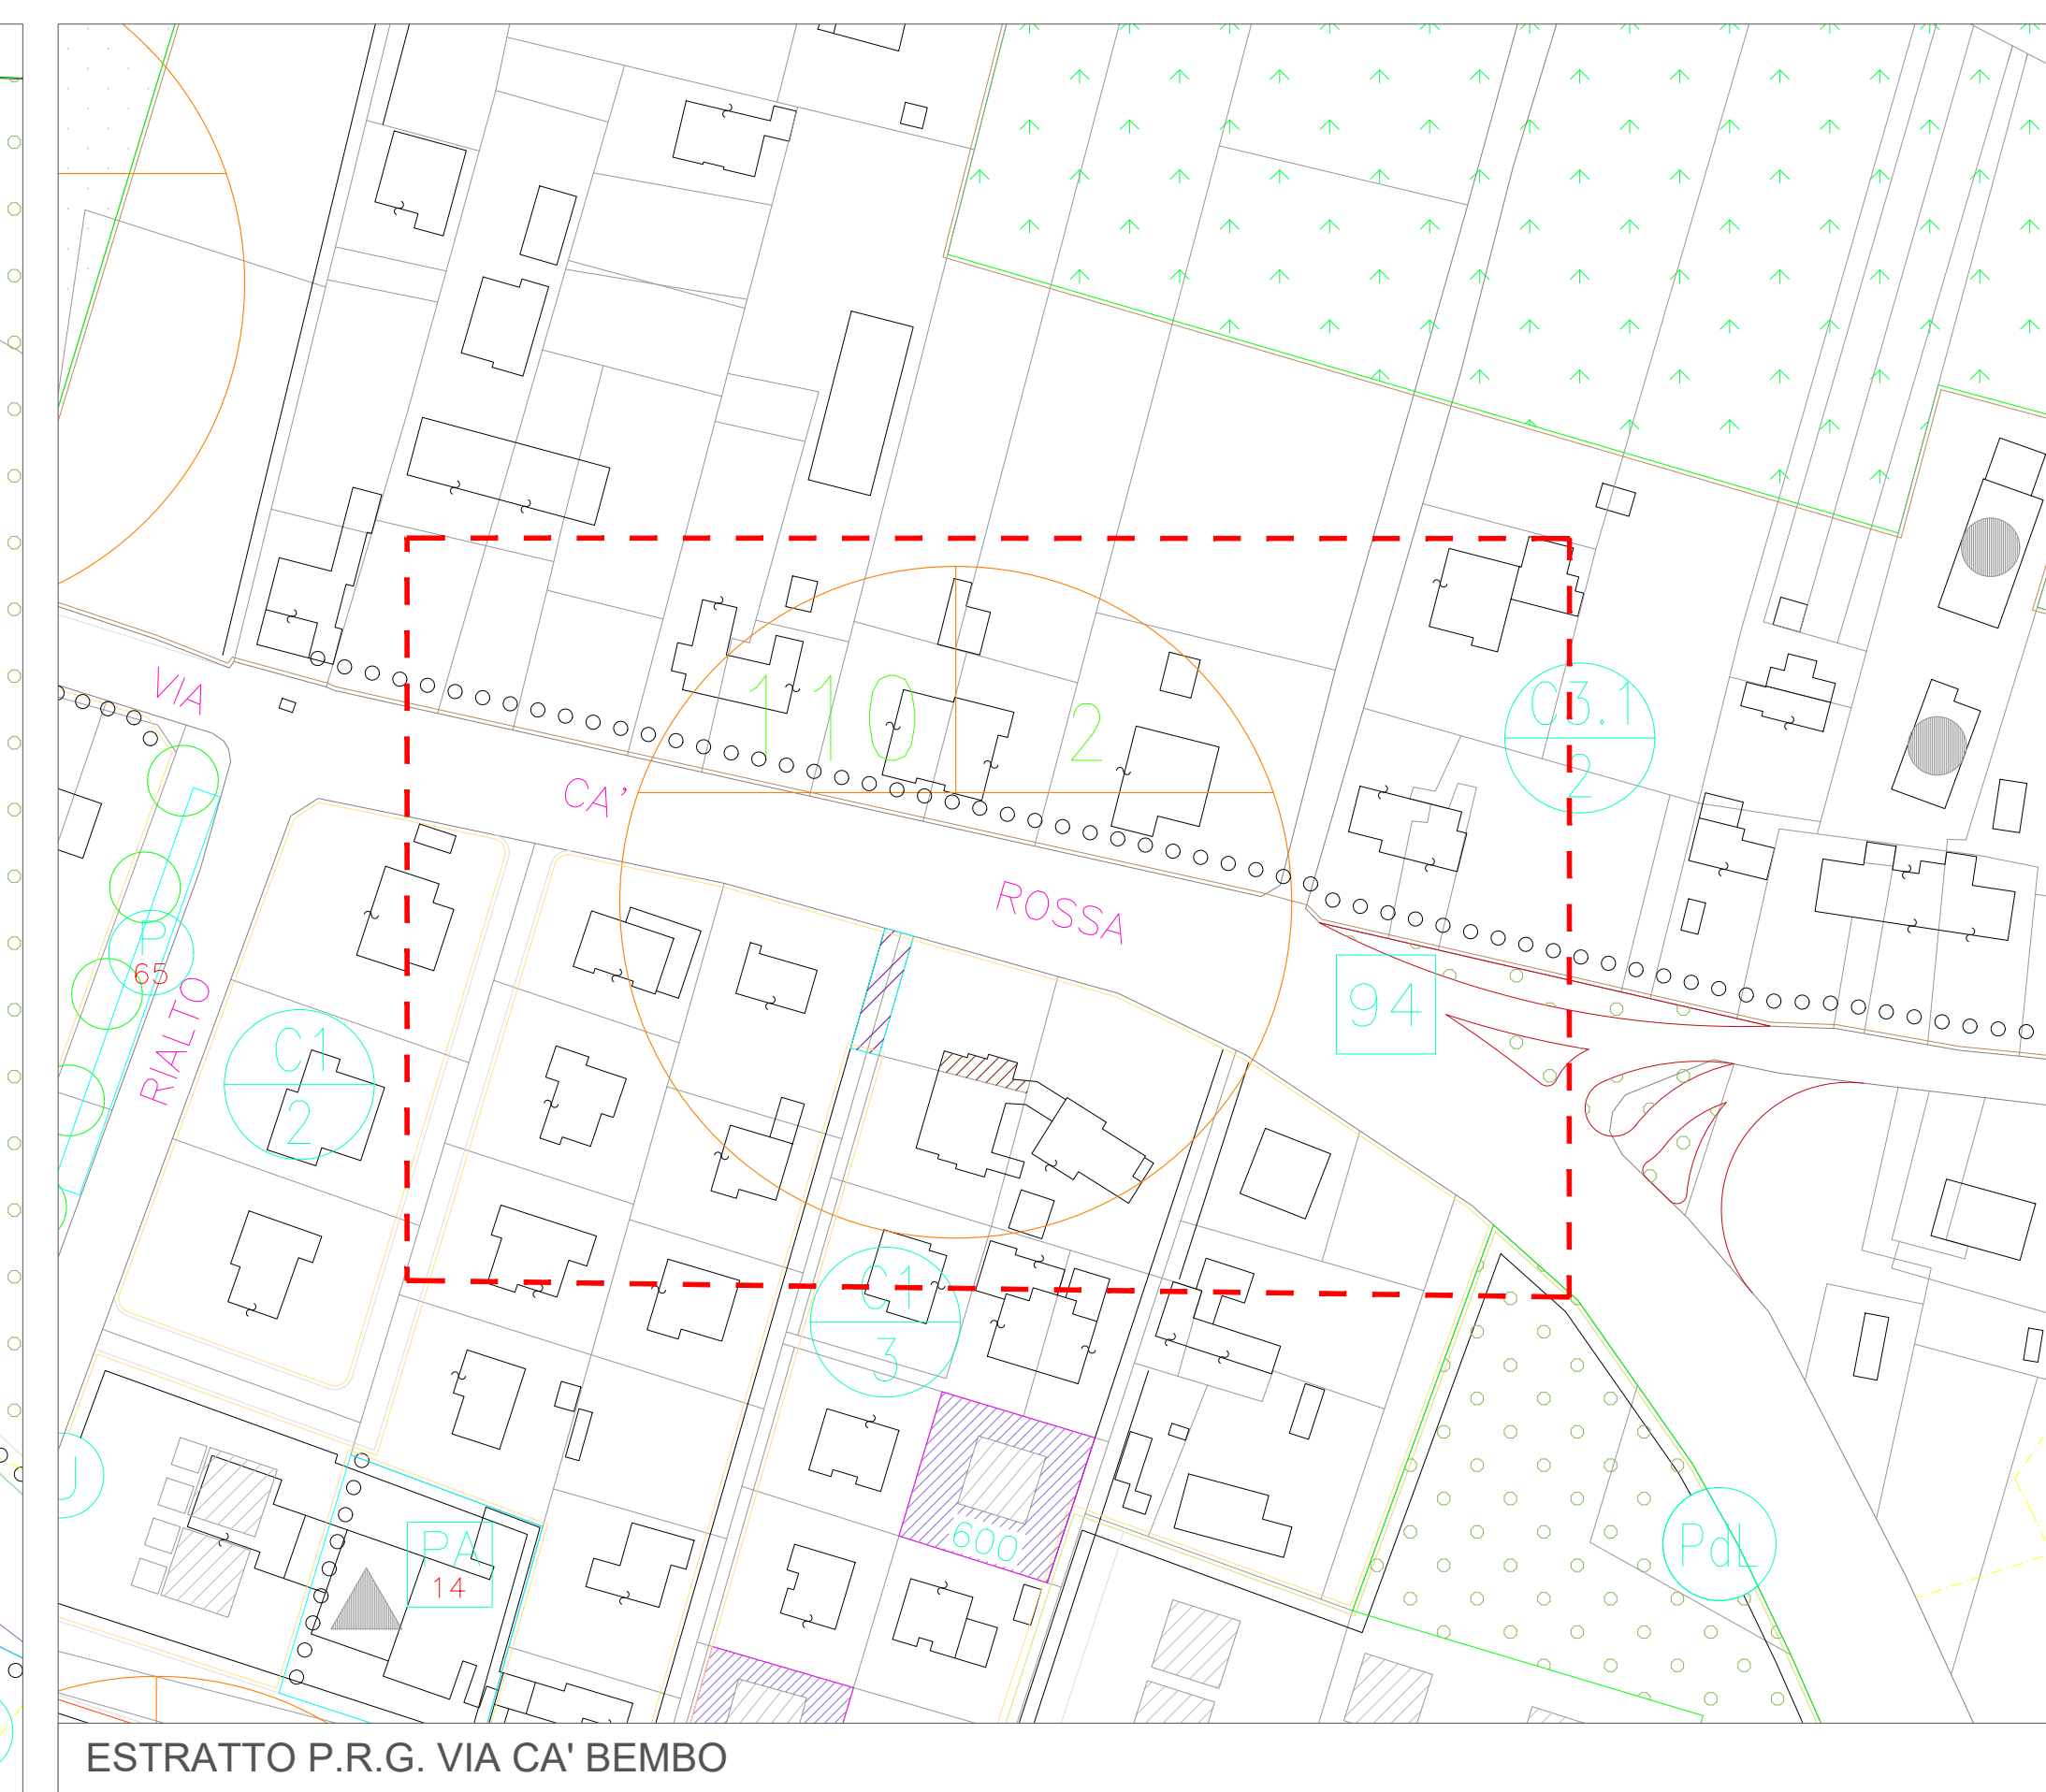 VIA
CA'
ROSSA
RIALTO
110
2
C3.1
2
P
65
C1
2
94
C1
3
600
PA
14
PdL
ESTRATTO P.R.G. VIA CA' BEMBO